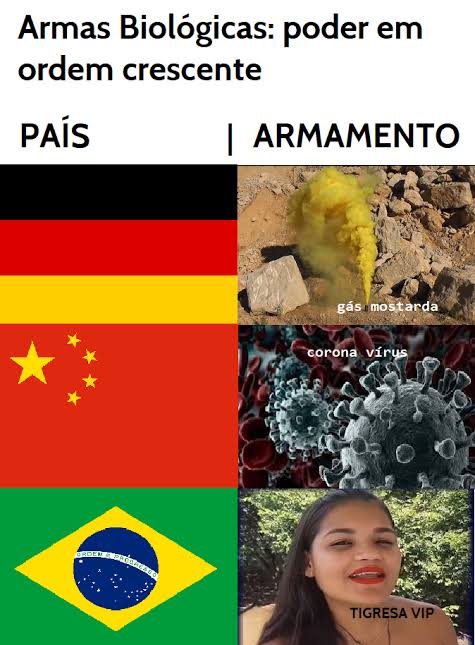 Armas Biológicas: poder em
ordem crescente
PAÍS | ARMAMENTO
gás mostarda
corona vírus
ORDEM E PROGRESSO
TIGRESA VIP